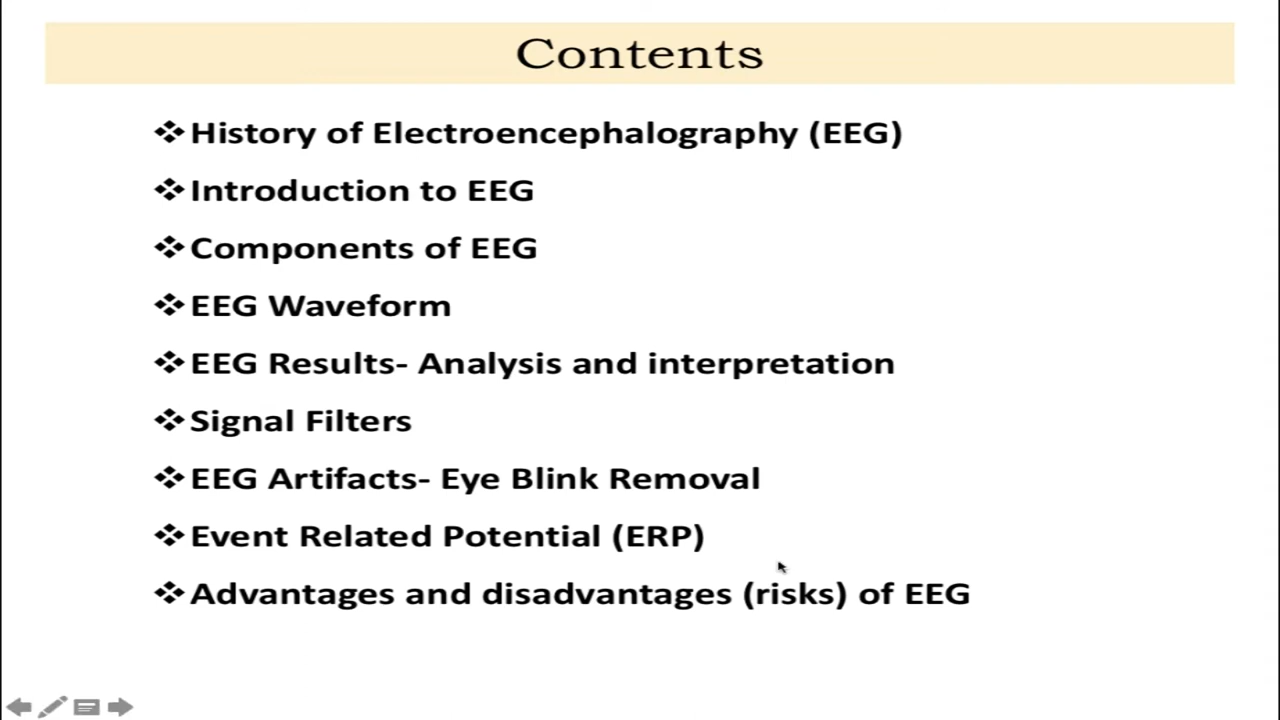 Contents
❖History of Electroencephalography (EEG)
❖Introduction to EEG
❖Components of EEG
❖EEG Waveform
❖EEG Results- Analysis and interpretation
❖Signal Filters
❖EEG Artifacts- Eye Blink Removal
❖Event Related Potential (ERP)
❖Advantages and disadvantages (risks) of EEG